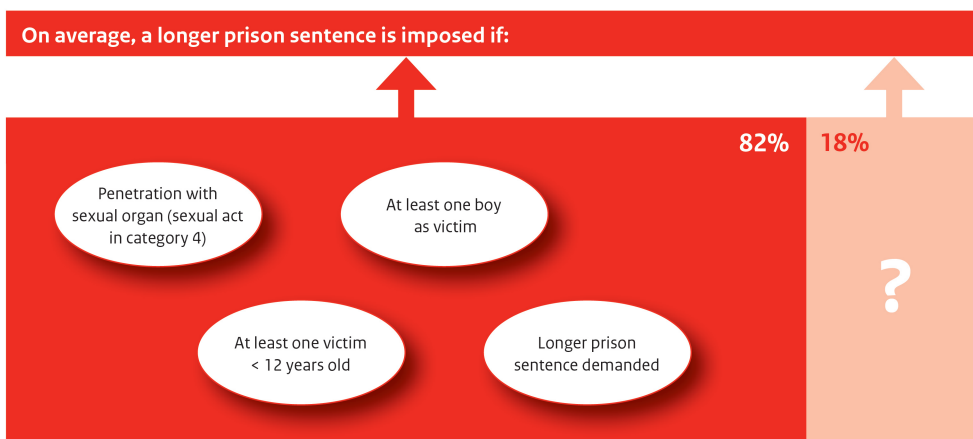 On average, a longer prison sentence is imposed if:
82%
18%
Penetration with
sexual organ (sexual act
in category 4)
At least one boy
as victim
?
At least one victim
< 12 years old
Longer prison
sentence demanded